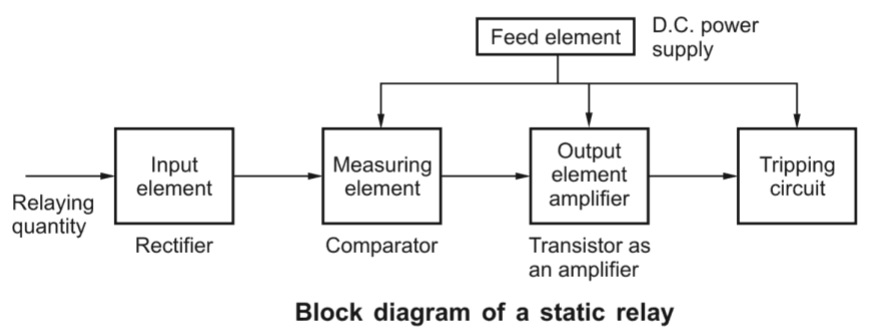 Feed element
D.C. power
supply
Input
element
Measuring
element
Output
element
amplifier
Tripping
circuit
Relaying
quantity
Rectifier
Comparator
Transistor as
an amplifier
Block diagram of a static relay